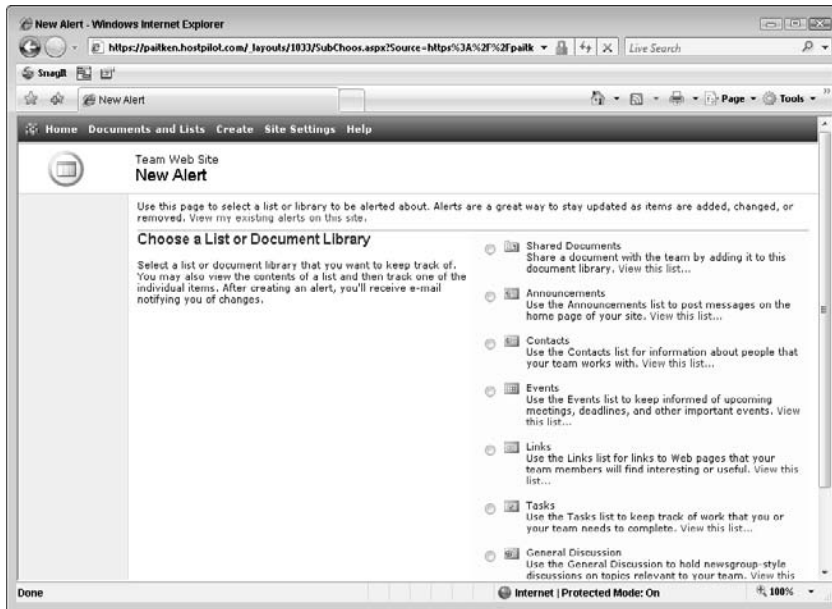 New Alert - Windows Internet Explorer
https://paitken.hostpilot.com/_layouts/1033/SubChoos.aspx?Source=https%3A%2F%2Fpaitk
Live Search
SnagIt
New Alert
Page
Tools
Home Documents and Lists Create Site Settings Help
Team Web Site
New Alert
Use this page to select a list or library to be alerted about. Alerts are a great way to stay updated as items are added, changed, or
removed. View my existing alerts on this site.
Choose a List or Document Library
Select a list or document library that you want to keep track of.
You may also view the contents of a list and then track one of the
individual items. After creating an alert, you'll receive e-mail
notifying you of changes.
Shared Documents
Share a document with the team by adding it to this
document library. View this list...
Announcements
Use the Announcements list to post messages on the
home page of your site. View this list...
Contacts
Use the Contacts list for information about people that
your team works with. View this list...
Events
Use the Events list to keep informed of upcoming
meetings, deadlines, and other important events. View
this list...
Links
Use the Links list for links to Web pages that your
team members will find interesting or useful. View this
list...
Tasks
Use the Tasks list to keep track of work that you or
your team needs to complete. View this list...
General Discussion
Use the General Discussion to hold newsgroup-style
discussions on topics relevant to your team. View this
Done
Internet | Protected Mode: On
100%